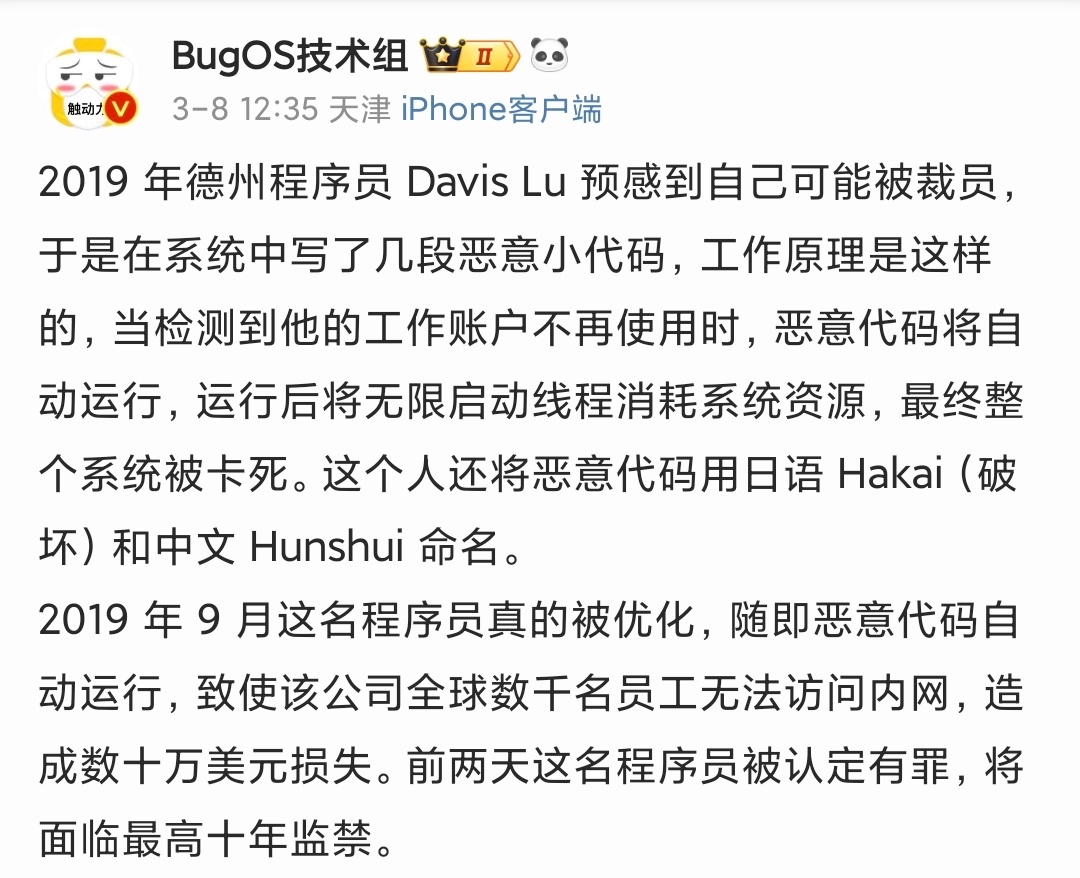 BugOS技术组 II
触动力
3-8 12:35 天津 iPhone客户端
2019 年德州程序员 Davis Lu 预感到自己可能被裁员，
于是在系统中写了几段恶意小代码，工作原理是这样
的，当检测到他的工作账户不再使用时，恶意代码将自
动运行，运行后将无限启动线程消耗系统资源，最终整
个系统被卡死。这个人还将恶意代码用日语 Hakai（破
坏）和中文 Hunshui 命名。
2019 年 9 月这名程序员真的被优化，随即恶意代码自
动运行，致使该公司全球数千名员工无法访问内网，造
成数十万美元损失。前两天这名程序员被认定有罪，将
面临最高十年监禁。